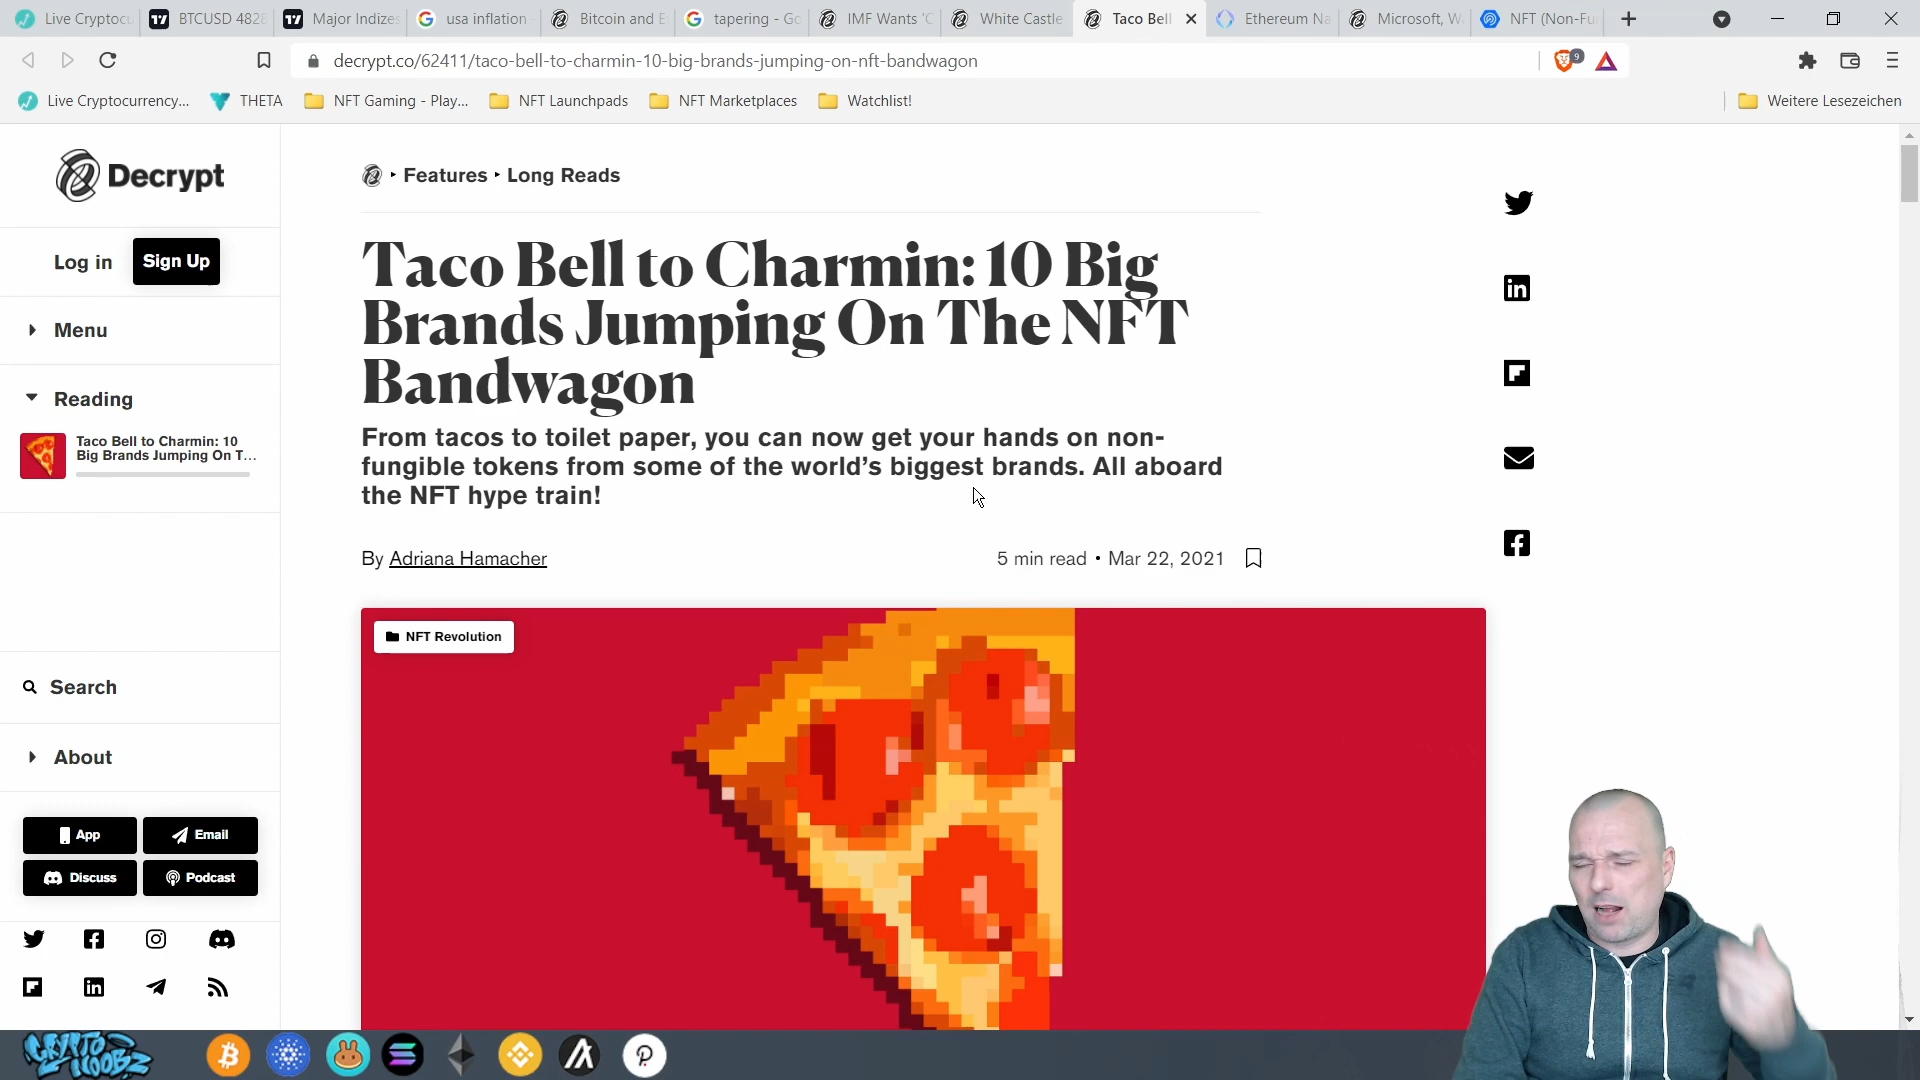 Live Cryptocu
BTCUSD 4828
Major Indizes
usa inflation
Bitcoin and E
tapering - Go
IMF Wants 'C
White Castle
Taco Bell
Ethereum Na
Microsoft, W
NFT (Non-Fu
decrypt.co/62411/taco-bell-to-charmin-10-big-brands-jumping-on-nft-bandwagon
9
Live Cryptocurrency...
THETA
NFT Gaming - Play...
NFT Launchpads
NFT Marketplaces
Watchlist!
Weitere Lesezeichen
Decrypt
Log in
Sign Up
Menu
Reading
Taco Bell to Charmin: 10
Big Brands Jumping On T...
Search
About
App
Email
Discuss
Podcast
Features
Long Reads
Taco Bell to Charmin: 10 Big
Brands Jumping On The NFT
Bandwagon
From tacos to toilet paper, you can now get your hands on non-
fungible tokens from some of the world's biggest brands. All aboard
the NFT hype train!
By Adriana Hamacher
5 min read • Mar 22, 2021
NFT Revolution
CRYPTO
NOOBZ